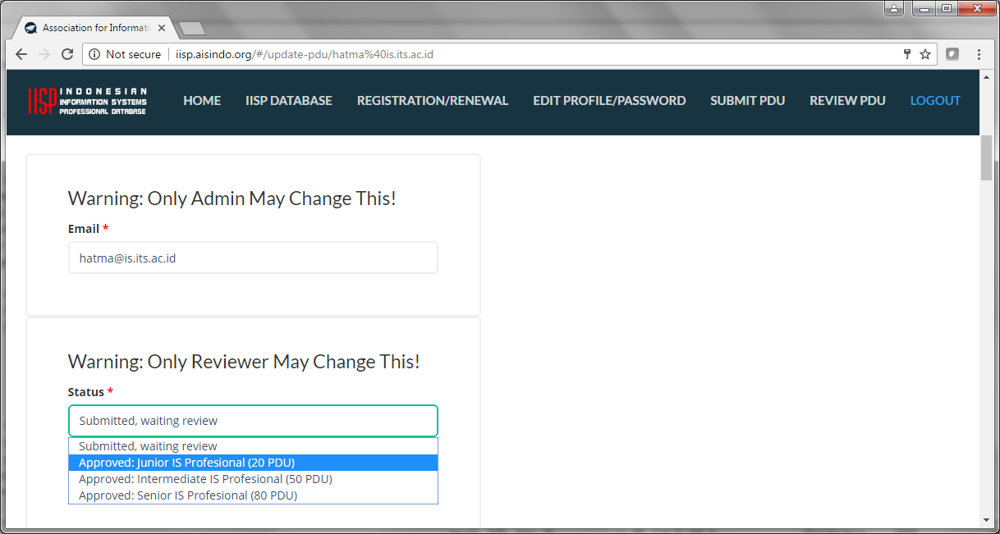 Association for Informati
Not secure
iisp.aisindo.org/#/update-pdu/hatma%40is.its.ac.id
IISP INDONESIAN
INFORMATION SYSTEMS
PROFESSIONAL DATABASE
HOME IISP DATABASE REGISTRATION/RENEWAL EDIT PROFILE/PASSWORD SUBMIT PDU REVIEW PDU LOGOUT
Warning: Only Admin May Change This!
Email *
hatma@is.its.ac.id
Warning: Only Reviewer May Change This!
Status *
Submitted, waiting review
Submitted, waiting review
Approved: Junior IS Profesional (20 PDU)
Approved: Intermediate IS Profesional (50 PDU)
Approved: Senior IS Profesional (80 PDU)